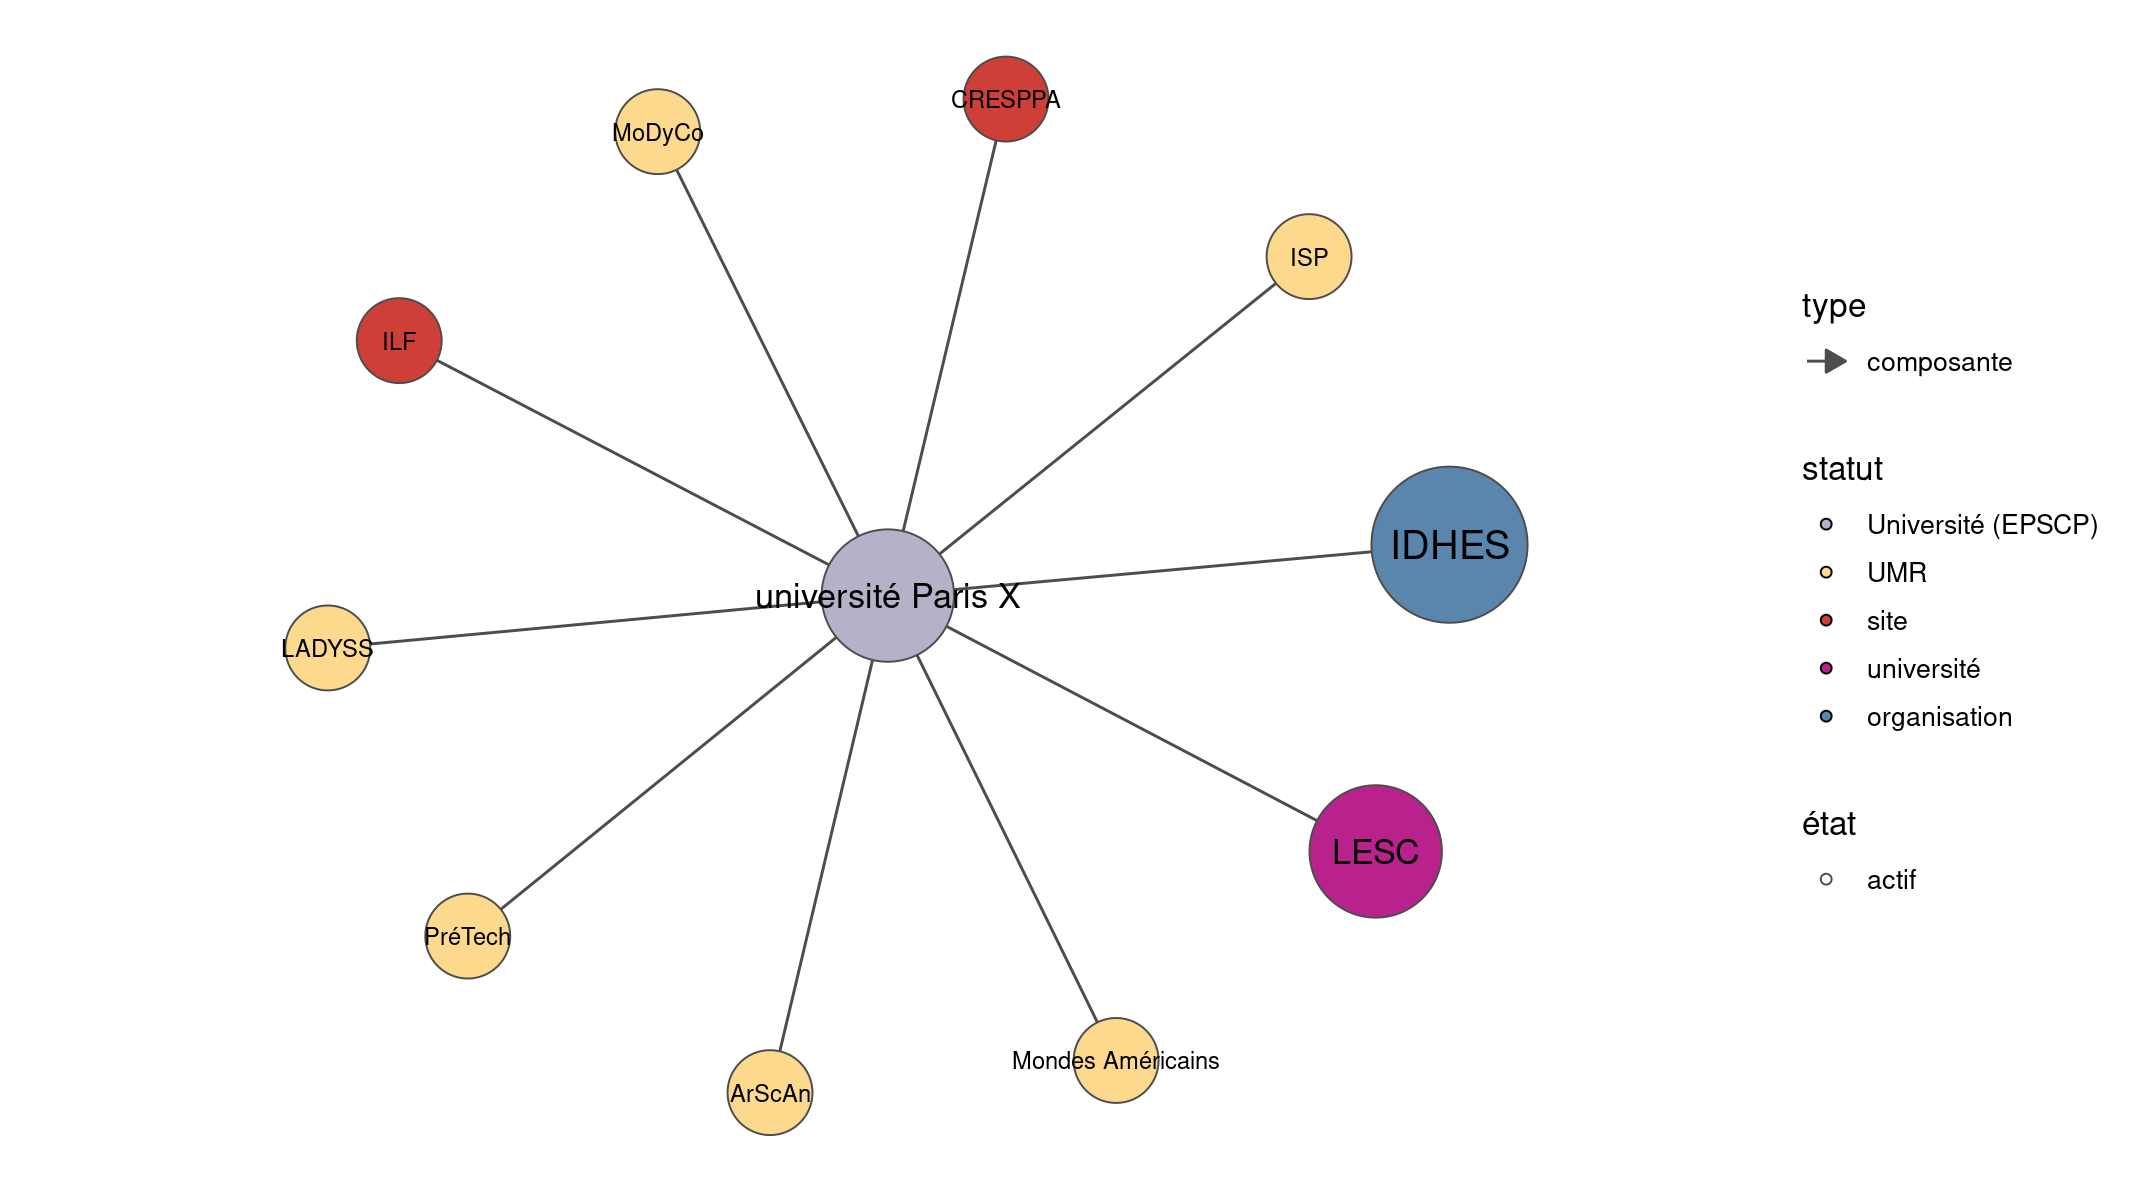 CRESPPA
MoDyCo
ISP
ILF
IDHES
université Paris X
LADYSS
LESC
PréTech
Mondes Américains
ArScAn
type
composante
statut
Université (EPSCP)
UMR
site
université
organisation
état
actif